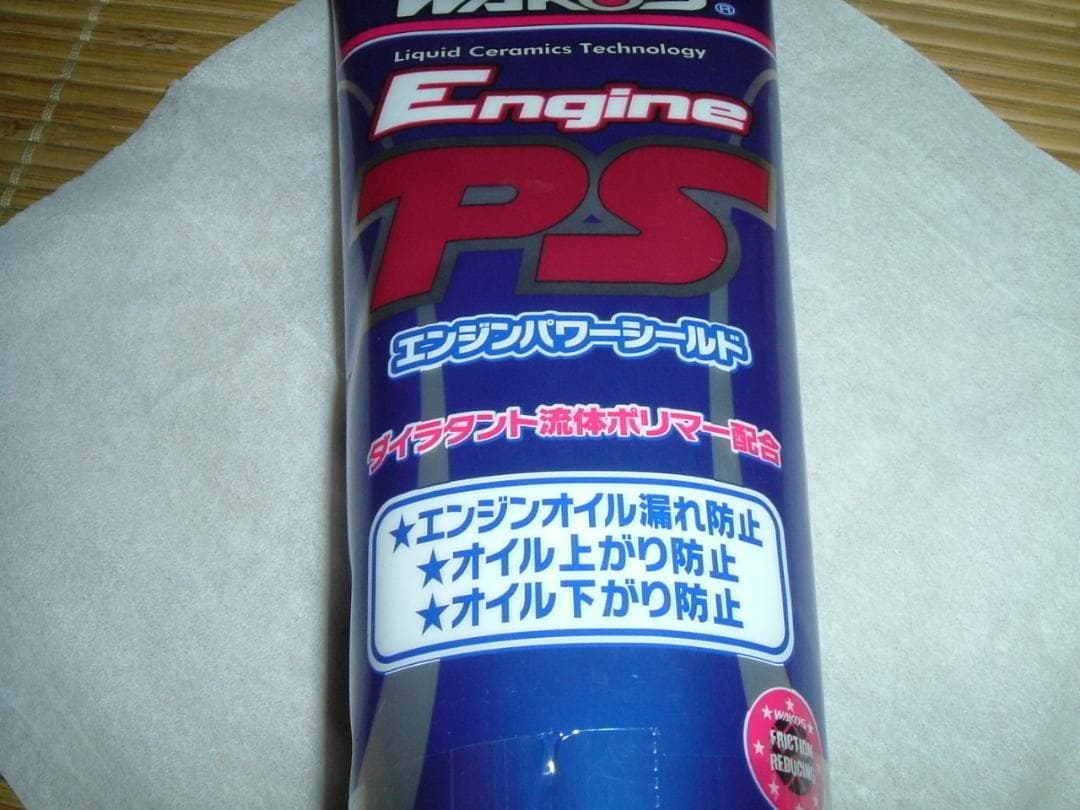 WAKO'S ®
Liquid Ceramics Technology
Engine
PS
エンジンパワーシールド
ダイラタント流体ポリマー配合
★エンジンオイル漏れ防止
★オイル上がり防止
★オイル下がり防止
WAKO'S
FRICTION
REDUCING